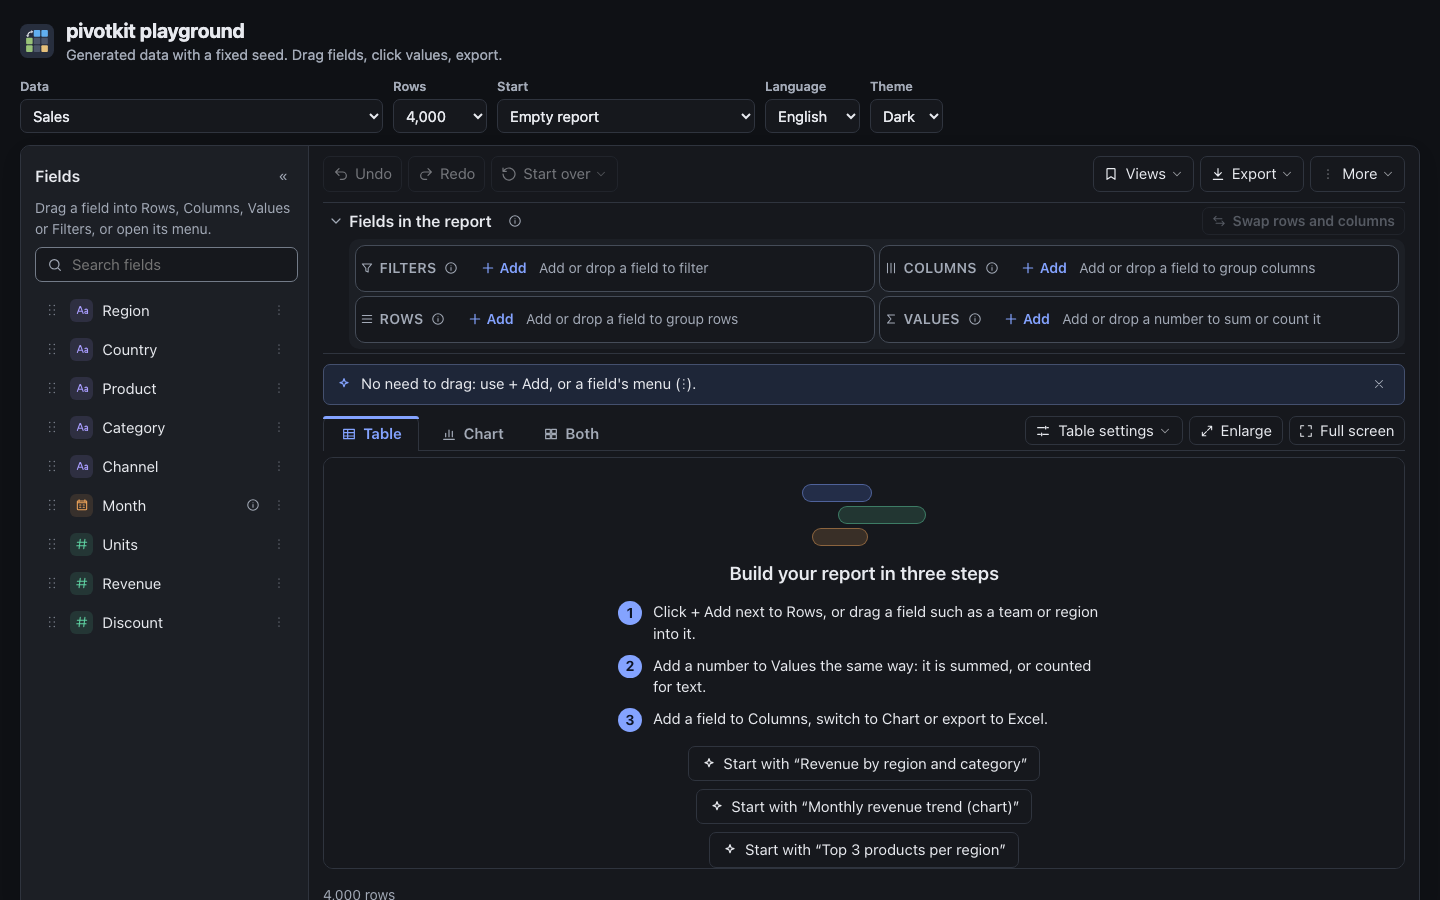 pivotkit playground
Generated data with a fixed seed. Drag fields, click values, export.
Data
Rows
Start
Language
Theme
Sales
4,000
Empty report
English
Dark
Fields
«
Drag a field into Rows, Columns, Values
or Filters, or open its menu.
Search fields
Aa Region
Aa Country
Aa Product
Aa Category
Aa Channel
Month
# Units
# Revenue
# Discount
Undo
Redo
Start over
Views
Export
More
Fields in the report
Swap rows and columns
FILTERS + Add Add or drop a field to filter
COLUMNS + Add Add or drop a field to group columns
ROWS + Add Add or drop a field to group rows
Σ VALUES + Add Add or drop a number to sum or count it
No need to drag: use + Add, or a field's menu (⋮).
Table
Chart
Both
Table settings
Enlarge
Full screen
Build your report in three steps
1 Click + Add next to Rows, or drag a field such as a team or region
into it.
2 Add a number to Values the same way: it is summed, or counted
for text.
3 Add a field to Columns, switch to Chart or export to Excel.
Start with “Revenue by region and category”
Start with “Monthly revenue trend (chart)”
Start with “Top 3 products per region”
4,000 rows